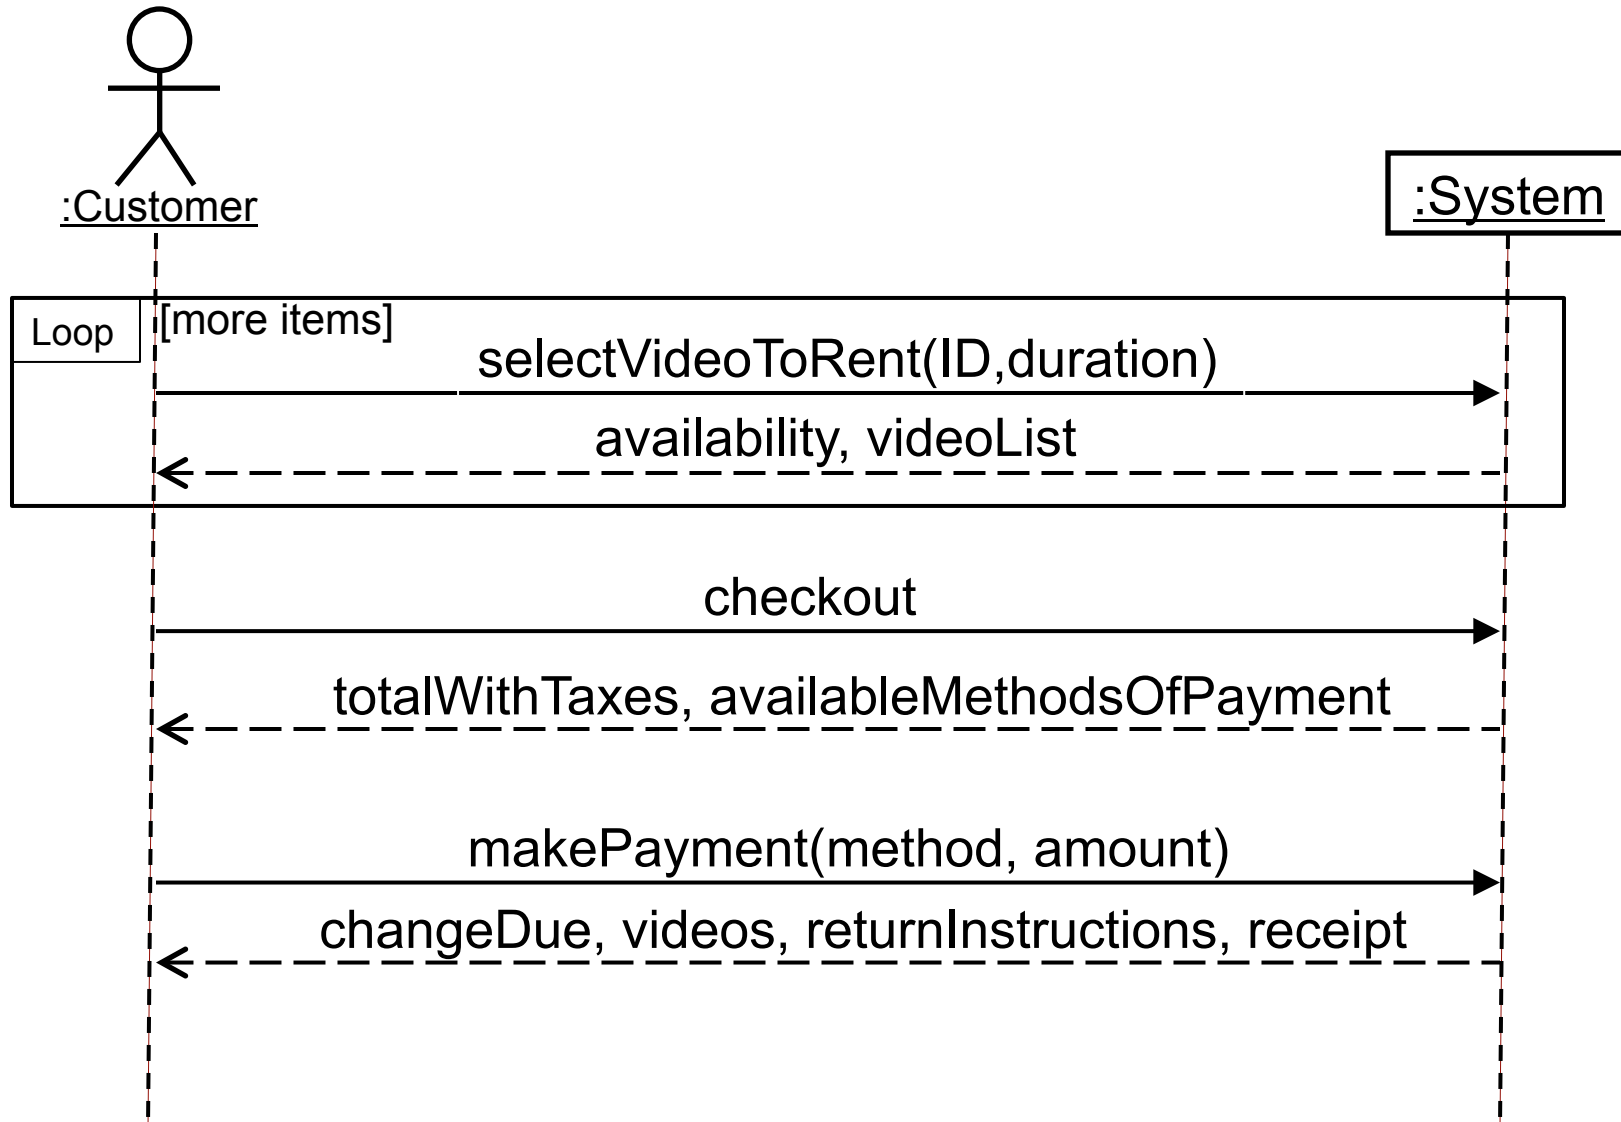 :Customer
:System
Loop
[more items]
selectVideoToRent(ID,duration)
availability, videoList
checkout
totalWithTaxes, availableMethodsOfPayment
makePayment(method, amount)
changeDue, videos, returnInstructions, receipt